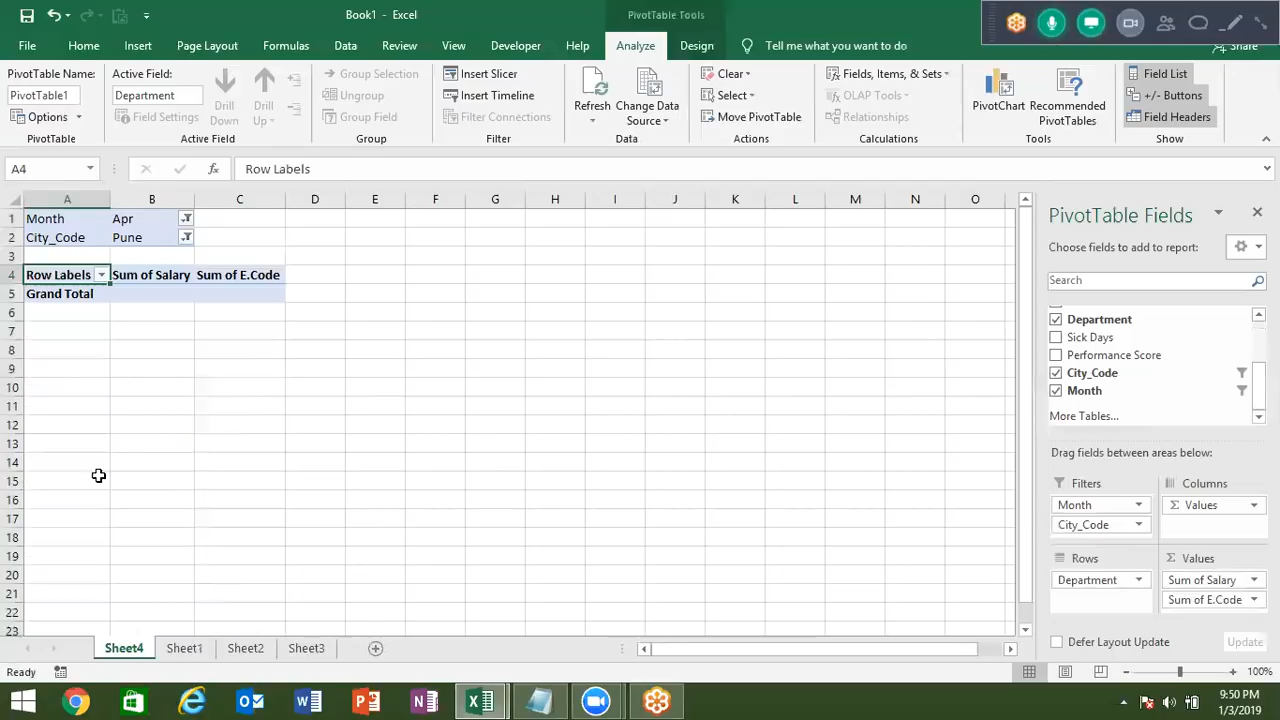 Book1 - Excel
PivotTable Tools
File
Home
Insert
Page Layout
Formulas
Data
Review
View
Developer
Help
Analyze
Design
Tell me what you want to do
Share
PivotTable Name:
PivotTable1
Options
PivotTable
Active Field:
Department
Field Settings
Drill Down
Drill Up
Active Field
Group Selection
Ungroup
Group Field
Group
Insert Slicer
Insert Timeline
Filter Connections
Filter
Refresh
Change Data Source
Data
Clear
Select
Move PivotTable
Actions
Fields, Items, & Sets
OLAP Tools
Relationships
Calculations
PivotChart
Recommended PivotTables
Tools
Field List
+/- Buttons
Field Headers
Show
A4
fx
Row Labels
A B C D E F G H I J K L M N O
1 Month Apr
2 City_Code Pune
3
4 Row Labels Sum of Salary Sum of E.Code
5 Grand Total
6
7
8
9
10
11
12
13
14
15
16
17
18
19
20
21
22
23
PivotTable Fields
Choose fields to add to report:
Search
Department
Sick Days
Performance Score
City_Code
Month
More Tables...
Drag fields between areas below:
Filters
Month
City_Code
Columns
Σ Values
Rows
Department
Σ Values
Sum of Salary
Sum of E.Code
Defer Layout Update
Update
Sheet4
Sheet1
Sheet2
Sheet3
Ready
100%
9:50 PM
1/3/2019